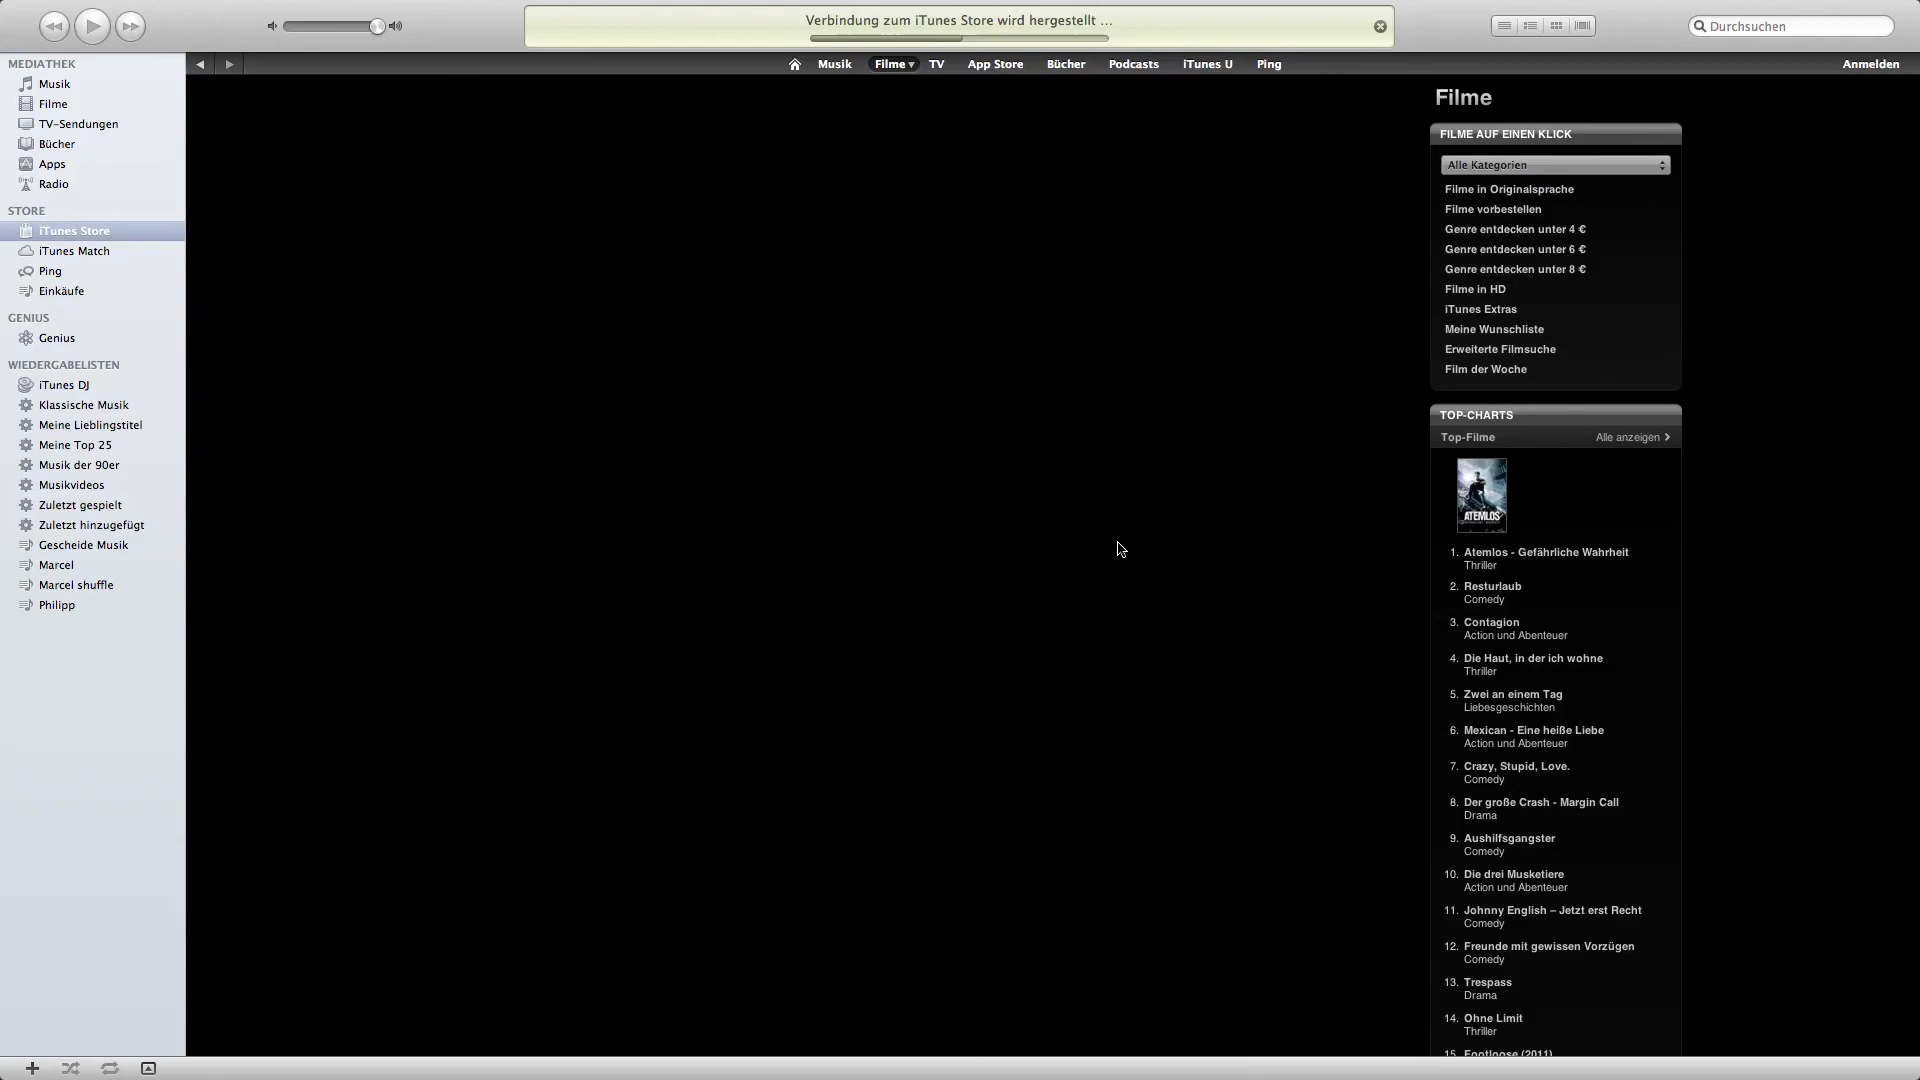 Verbindung zum iTunes Store wird hergestellt ...
Durchsuchen
Musik Filme TV App Store Bücher Podcasts iTunes U Ping Anmelden
MEDIATHEK
Musik
Filme
TV-Sendungen
Bücher
Apps
Radio
STORE
iTunes Store
iTunes Match
Ping
Einkäufe
GENIUS
Genius
WIEDERGABELISTEN
iTunes DJ
Klassische Musik
Meine Lieblingstitel
Meine Top 25
Musik der 90er
Musikvideos
Zuletzt gespielt
Zuletzt hinzugefügt
Gescheide Musik
Marcel
Marcel shuffle
Philipp
Filme
FILME AUF EINEN KLICK
Alle Kategorien
Filme in Originalsprache
Filme vorbestellen
Genre entdecken unter 4 €
Genre entdecken unter 6 €
Genre entdecken unter 8 €
Filme in HD
iTunes Extras
Meine Wunschliste
Erweiterte Filmsuche
Film der Woche
TOP-CHARTS
Top-Filme Alle anzeigen
ATEMLOS
1. Atemlos - Gefährliche Wahrheit
Thriller
2. Resturlaub
Comedy
3. Contagion
Action und Abenteuer
4. Die Haut, in der ich wohne
Thriller
5. Zwei an einem Tag
Liebesgeschichten
6. Mexican - Eine heiße Liebe
Action und Abenteuer
7. Crazy, Stupid, Love.
Comedy
8. Der große Crash - Margin Call
Drama
9. Aushilfsgangster
Comedy
10. Die drei Musketiere
Action und Abenteuer
11. Johnny English – Jetzt erst Recht
Comedy
12. Freunde mit gewissen Vorzügen
Comedy
13. Trespass
Drama
14. Ohne Limit
Thriller
15. Footloose (2011)